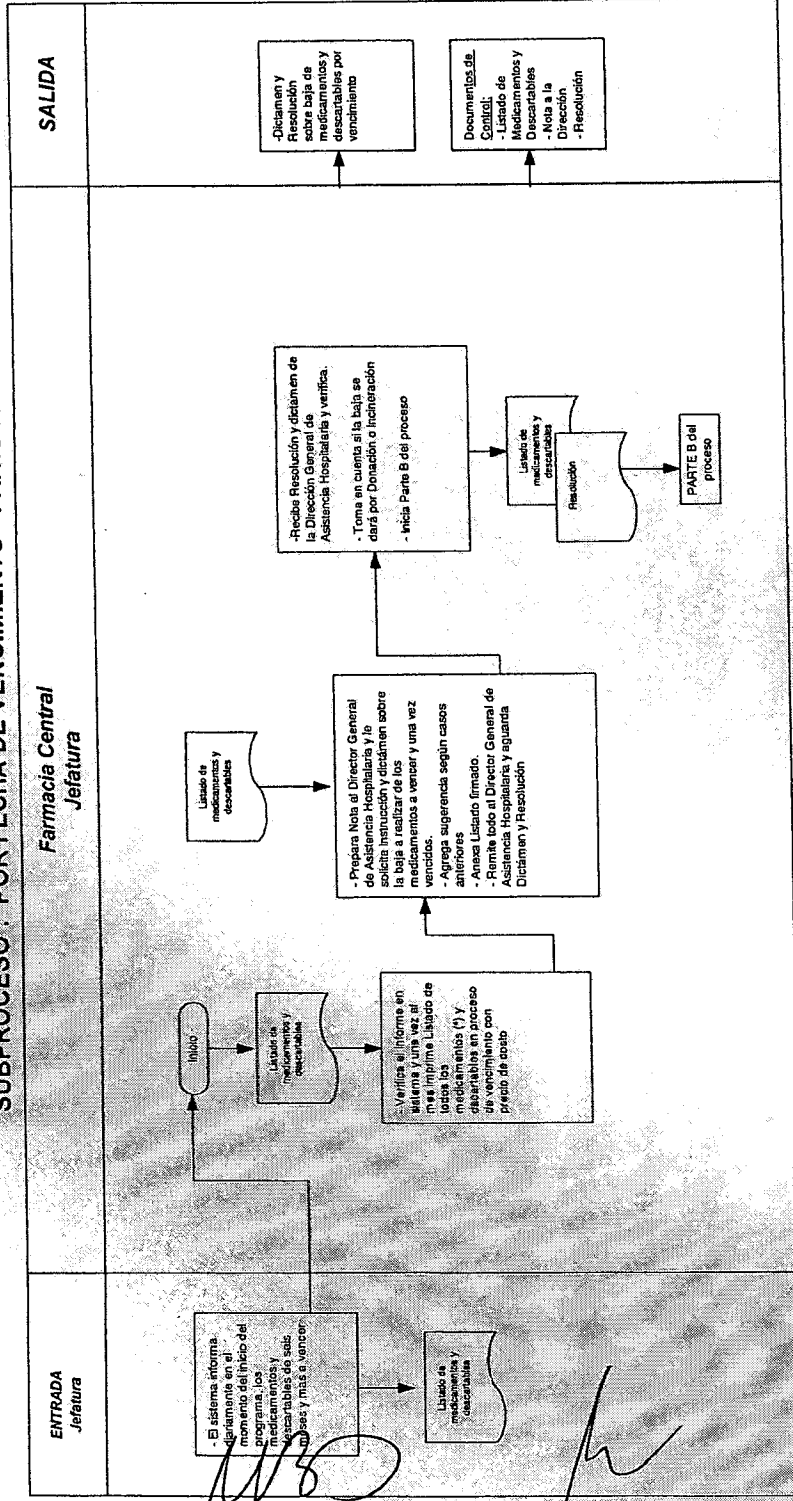 SUBPROCESO : POR FECHA DE VENCIMIENTO
ENTRADA
Jefatura
Farmacia Central
Jefatura
SALIDA
- El sistema informa
diariamente en el
momento del inicio del
programa, los
medicamentos y
descartables de seis
meses y mas a vencer
Listado de
medicamentos y
descartables
Inicio
Listado de
medicamentos y
descartables
- Verifica el informe en
sistema y una vez al
mes imprime Listado de
todos los
medicamentos (*) y
descartables en proceso
de vencimiento con
precio de costo
Listado de
medicamentos y
descartables
- Prepara Nota al Director General
de Asistencia Hospitalaria y le
solicita Instrucción y dictámen sobre
la baja a realizar de los
medicamentos a vencer y una vez
vencidos.
- Agrega sugerencia según casos
anteriores
- Anexa Listado firmado.
- Remite todo al Director General de
Asistencia Hospitalaria y aguarda
Dictámen y Resolución
-Recibe Resolución y dictamen de
la Dirección General de
Asistencia Hospitalaria y verifica.
- Toma en cuenta si la baja se
dará por Donación o Incineración
- Inicia Parte B del proceso
Listado de
medicamentos y
descartables
Resolución
PARTE B del
proceso
-Dictamen y
Resolución
sobre baja de
medicamentos y
descartables por
vencimiento
Documentos de
Control:
- Listado de
Medicamentos y
Descartables
- Nota a la
Dirección
- Resolución